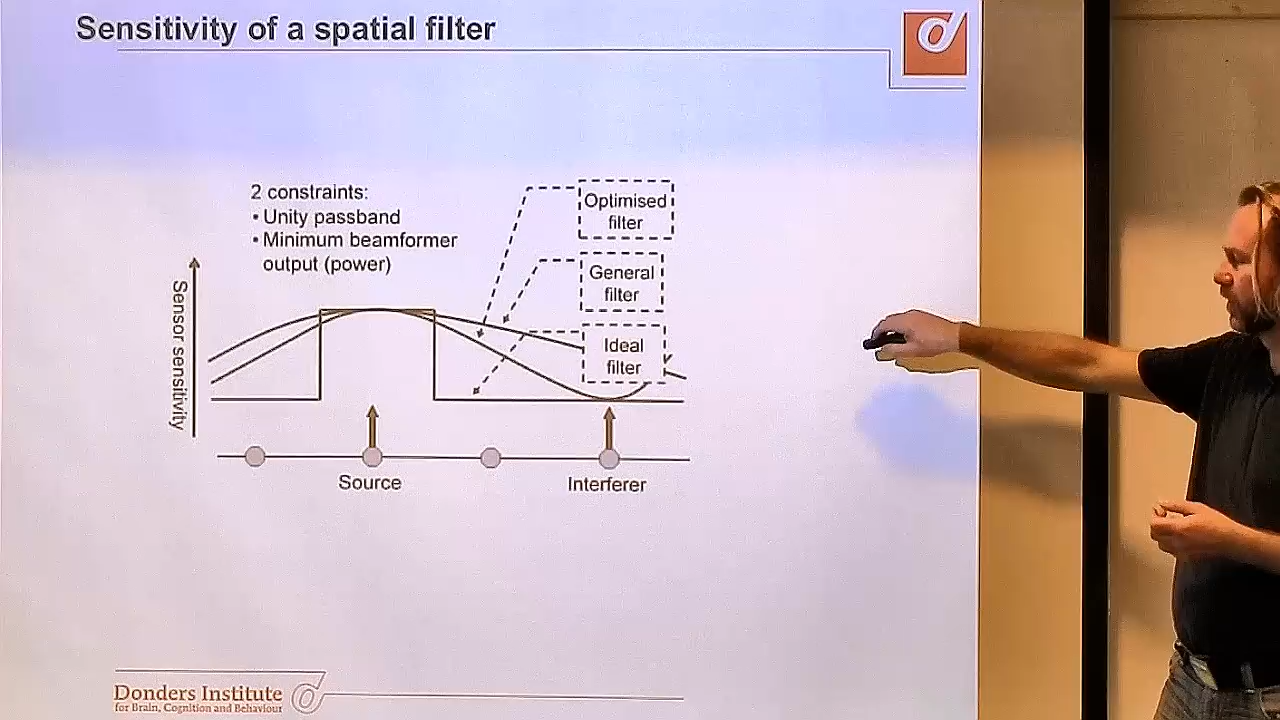 Sensitivity of a spatial filter
2 constraints:
• Unity passband
• Minimum beamformer
output (power)
Optimised
filter
General
filter
Ideal
filter
Sensor sensitivity
Source
Interferer
Donders Institute
for Brain, Cognition and Behaviour